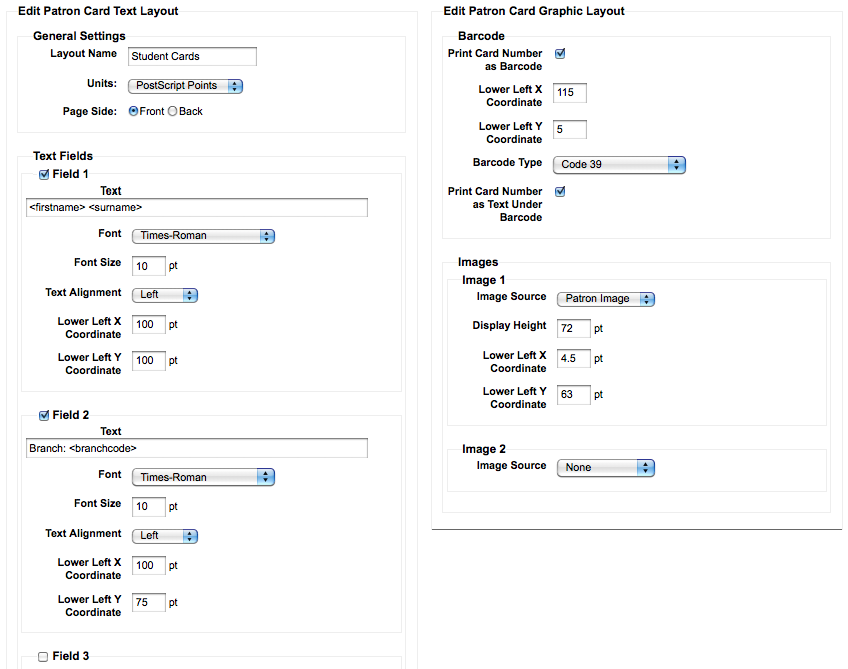 Edit Patron Card Text Layout
General Settings
Layout Name Student Cards
Units: PostScript Points
Page Side: Front Back
Text Fields
Field 1
Text
<firstname> <surname>
Font Times-Roman
Font Size 10 pt
Text Alignment Left
Lower Left X
Coordinate 100 pt
Lower Left Y
Coordinate 100 pt
Field 2
Text
Branch: <branchcode>
Font Times-Roman
Font Size 10 pt
Text Alignment Left
Lower Left X
Coordinate 100 pt
Lower Left Y
Coordinate 75 pt
Field 3
Edit Patron Card Graphic Layout
Barcode
Print Card Number
as Barcode
Lower Left X
Coordinate 115
Lower Left Y
Coordinate 5
Barcode Type Code 39
Print Card Number
as Text Under
Barcode
Images
Image 1
Image Source Patron Image
Display Height 72 pt
Lower Left X
Coordinate 4.5 pt
Lower Left Y
Coordinate 63 pt
Image 2
Image Source None